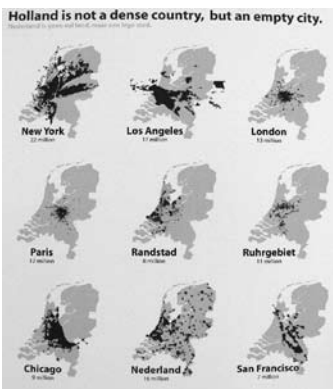 Holland is not a dense country, but an empty city.
New York
22 million
Los Angeles
17 million
London
13 million
Paris
12 million
Randstad
6 million
Ruhrgebiet
11 million
Chicago
9 million
Nederland
16 million
San Francisco
7 million